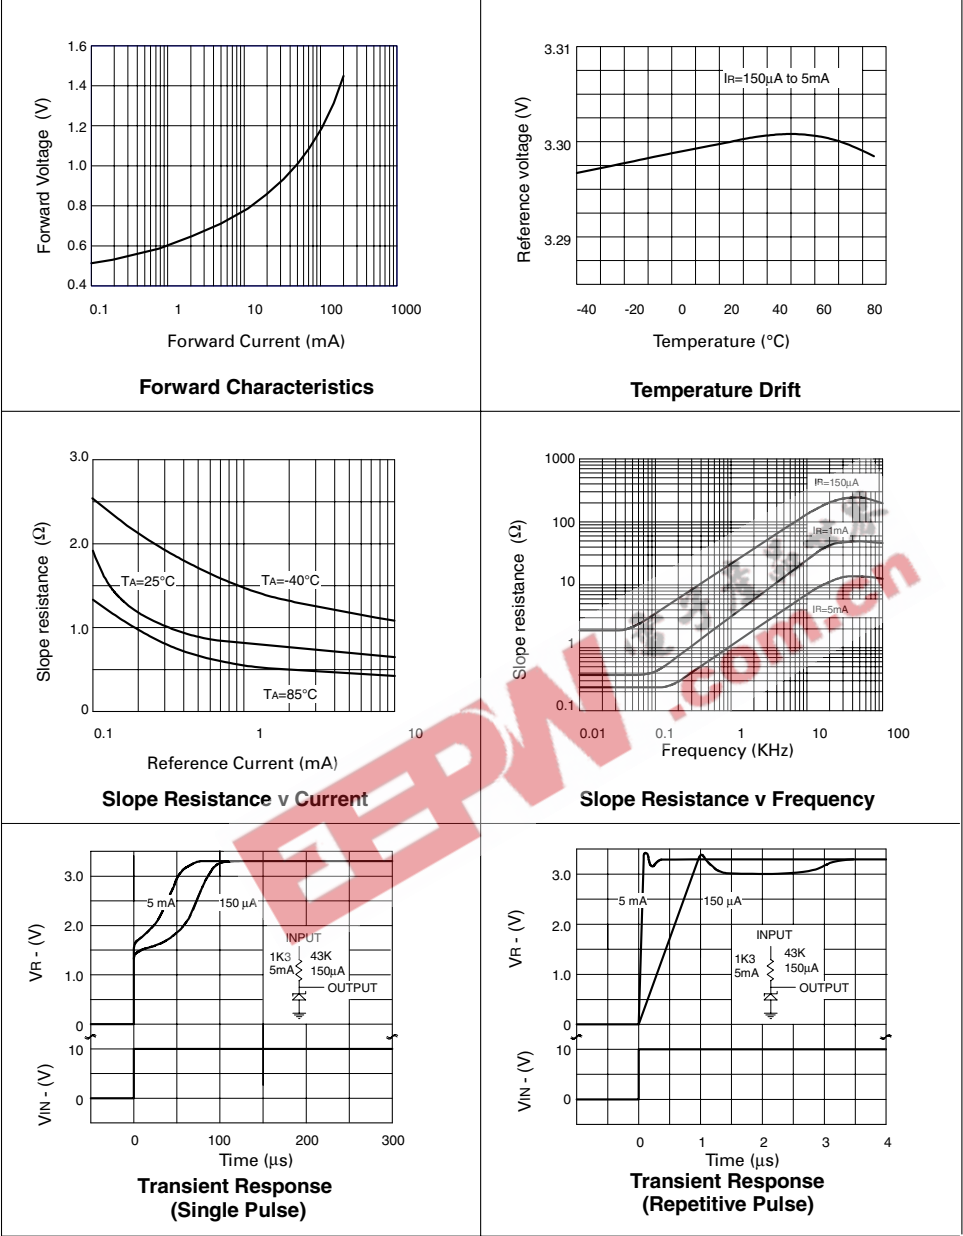 1.6
1.4
1.2
1.0
0.8
0.6
0.4
Forward Voltage (V)
0.1 1 10 100 1000
Forward Current (mA)
Forward Characteristics
3.31
3.30
3.29
Reference voltage (V)
IR=150µA to 5mA
-40 -20 0 20 40 60 80
Temperature (°C)
Temperature Drift
3.0
2.0
1.0
0
Slope resistance (Ω)
TA=25°C
TA=-40°C
TA=85°C
0.1 1 10
Reference Current (mA)
Slope Resistance v Current
1000
100
10
1
0.1
Slope resistance (Ω)
IR=150µA
IR=1mA
IR=5mA
0.01 0.1 1 10 100
Frequency (KHz)
Slope Resistance v Frequency
EEPW
.com.cn
3.0
2.0
1.0
0
VR - (V)
5 mA
150 µA
INPUT
1K3 43K
5mA 150µA
OUTPUT
10
0
VIN - (V)
0 100 200 300
Time (µs)
Transient Response
(Single Pulse)
3.0
2.0
1.0
0
VR - (V)
5 mA
150 µA
INPUT
1K3 43K
5mA 150µA
OUTPUT
10
0
VIN - (V)
0 1 2 3 4
Time (µs)
Transient Response
(Repetitive Pulse)